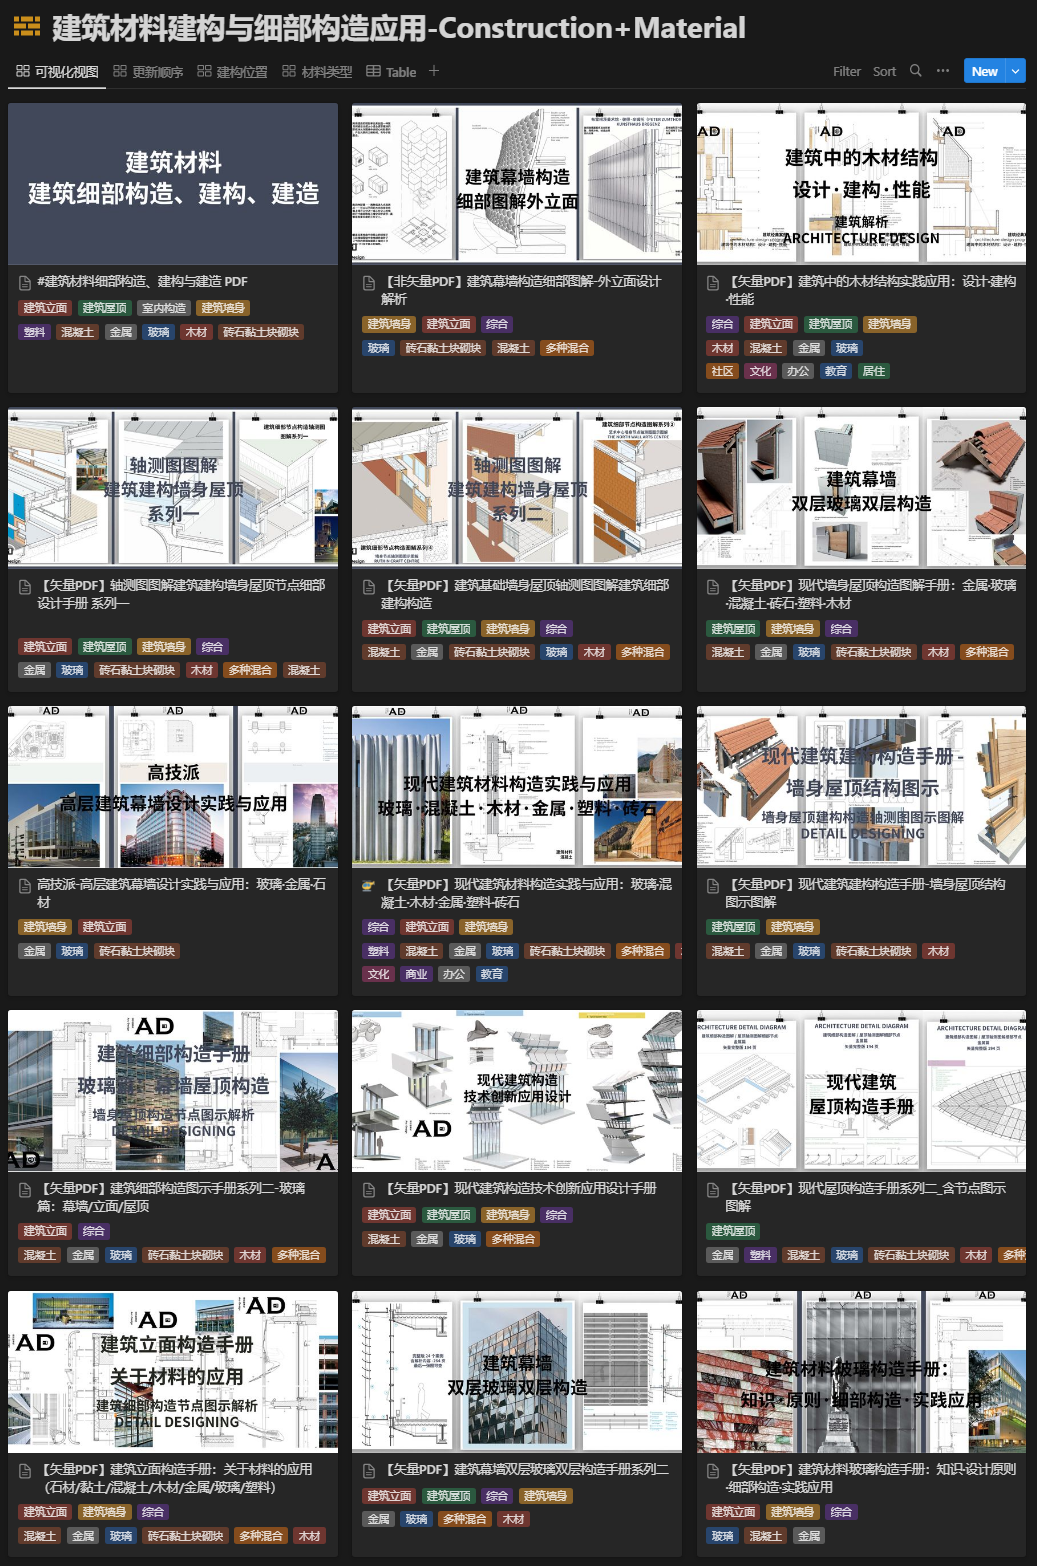 建筑材料建构与细部构造应用-Construction+Material
可视化视图 更新顺序 建构位置 材料类型 Table +
Filter Sort New
建筑材料
建筑细部构造、建构、建造
#建筑材料细部构造、建构与建造 PDF
建筑立面 建筑屋顶 室内构造 建筑墙身
塑料 混凝土 金属 玻璃 木材 砖石黏土块砌块
KUNSTHAUS BREGENZ
建筑幕墙构造
细部图解外立面
【非矢量PDF】建筑幕墙构造细部图解-外立面设计
解析
建筑墙身 建筑立面 综合
玻璃 砖石黏土块砌块 混凝土 多种混合
AD AD AD
建筑中的木材结构
设计·建构·性能
建筑解析
ARCHITECTURE DESIGN
【矢量PDF】建筑中的木材结构实践应用：设计-建构
-性能
综合 建筑立面 建筑屋顶 建筑墙身
木材 混凝土 金属 玻璃
社区 文化 办公 教育 居住
建筑细部节点构造轴测图
图解系列一
轴测图图解
建筑建构墙身屋顶
系列一
【矢量PDF】轴测图图解建筑建构墙身屋顶节点细部
设计手册 系列一
建筑立面 建筑屋顶 建筑墙身 综合
金属 玻璃 砖石黏土块砌块 木材 多种混合 混凝土
THE NORTH WALL ARTS CENTRE
轴测图图解
建筑建构墙身屋顶
系列二
RUTHIN CRAFT CENTRE
【矢量PDF】建筑基础墙身屋顶轴测图图解建筑细部
建构构造
建筑立面 建筑屋顶 建筑墙身 综合
混凝土 金属 砖石黏土块砌块 玻璃 木材 多种混合
建筑幕墙
双层玻璃双层构造
【矢量PDF】现代墙身屋顶构造图解手册：金属-玻璃
-混凝土-砖石-塑料-木材
建筑屋顶 建筑墙身 综合
混凝土 金属 玻璃 砖石黏土块砌块 木材 多种混合
AD AD AD
高技派
高层建筑幕墙设计实践与应用
高技派-高层建筑幕墙设计实践与应用：玻璃-金属-石
材
建筑墙身 建筑立面
金属 玻璃 砖石黏土块砌块
AD AD AD
现代建筑材料构造实践与应用
玻璃·混凝土·木材·金属·塑料·砖石
建筑材料
混凝土
【矢量PDF】现代建筑材料构造实践与应用：玻璃-混
凝土-木材-金属-塑料-砖石
综合 建筑立面 建筑墙身
塑料 混凝土 金属 玻璃 砖石黏土块砌块 多种混合
文化 商业 办公 教育
现代建筑建构构造手册-
墙身屋顶结构图示
墙身屋顶建构构造轴测图图示图解
DETAIL DESIGNING
【矢量PDF】现代建筑建构构造手册-墙身屋顶结构
图示图解
建筑屋顶 建筑墙身
混凝土 金属 玻璃 砖石黏土块砌块 木材
AD
建筑细部构造手册
玻璃篇：幕墙屋顶构造
墙身屋顶构造节点图示解析
DETAIL DESIGNING
AD A
【矢量PDF】建筑细部构造图示手册系列二-玻璃
篇：幕墙/立面/屋顶
建筑立面 综合
混凝土 金属 玻璃 砖石黏土块砌块 木材 多种混合
现代建筑构造
技术创新应用设计
AD
【矢量PDF】现代建筑构造技术创新应用设计手册
建筑立面 建筑屋顶 建筑墙身 综合
混凝土 金属 玻璃 多种混合
RCHITECTURE DETAIL DIAGRAM ARCHITECTURE DETAIL DIAGRAM ARCHITECTURE DETAIL DIAGRA
现代建筑
屋顶构造手册
【矢量PDF】现代屋顶构造手册系列二_含节点图示
图解
建筑屋顶
金属 塑料 混凝土 玻璃 砖石黏土块砌块 木材 多种
AD AD AD
建筑立面构造手册
关于材料的应用
建筑细部构造节点图示解析
DETAIL DESIGNING
【矢量PDF】建筑立面构造手册：关于材料的应用
（石材/黏土/混凝土/木材/金属/玻璃/塑料）
建筑立面 建筑墙身 综合
混凝土 金属 玻璃 砖石黏土块砌块 多种混合 木材
建筑幕墙
双层玻璃双层构造
【矢量PDF】建筑幕墙双层玻璃双层构造手册系列二
建筑立面 建筑屋顶 综合 建筑墙身
金属 玻璃 多种混合 木材
AD AD AD
建筑材料玻璃构造手册：
知识·原则·细部构造·实践应用
【矢量PDF】建筑材料玻璃构造手册：知识-设计原则
-细部构造-实践应用
建筑立面 建筑墙身 综合
玻璃 混凝土 金属